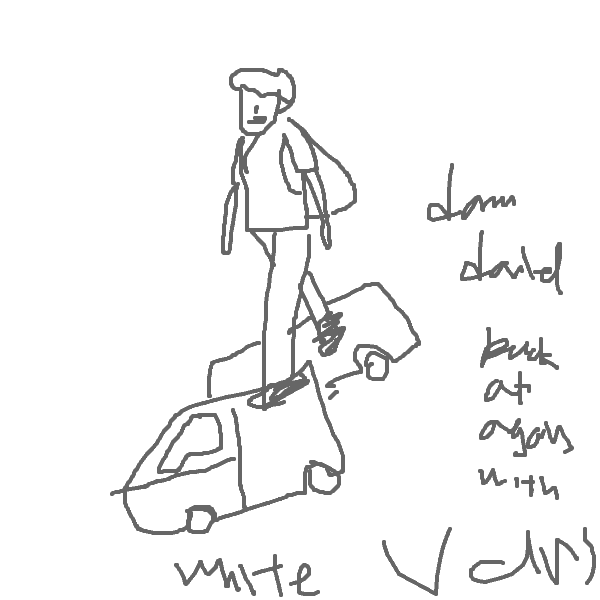 damn
daniel
back
at
again
with
white vans